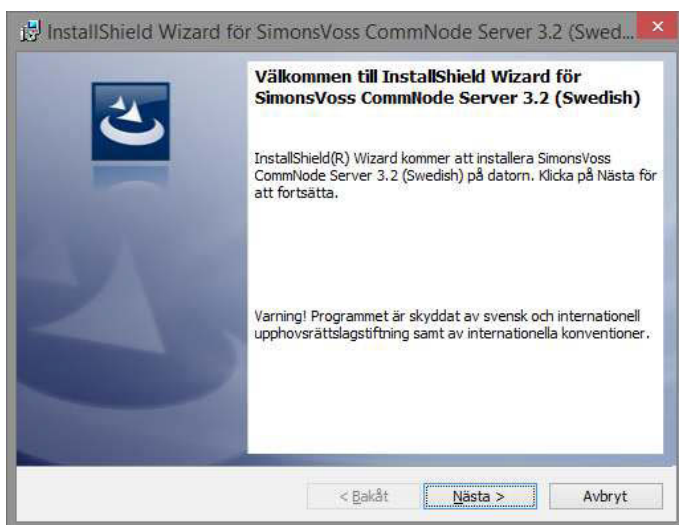 InstallShield Wizard för SimonsVoss CommNode Server 3.2 (Swed...
Välkommen till InstallShield Wizard för
SimonsVoss CommNode Server 3.2 (Swedish)
InstallShield(R) Wizard kommer att installera SimonsVoss
CommNode Server 3.2 (Swedish) på datorn. Klicka på Nästa för
att fortsätta.
Varning! Programmet är skyddat av svensk och internationell
upphovsrättslagstiftning samt av internationella konventioner.
< Bakåt Nästa > Avbryt